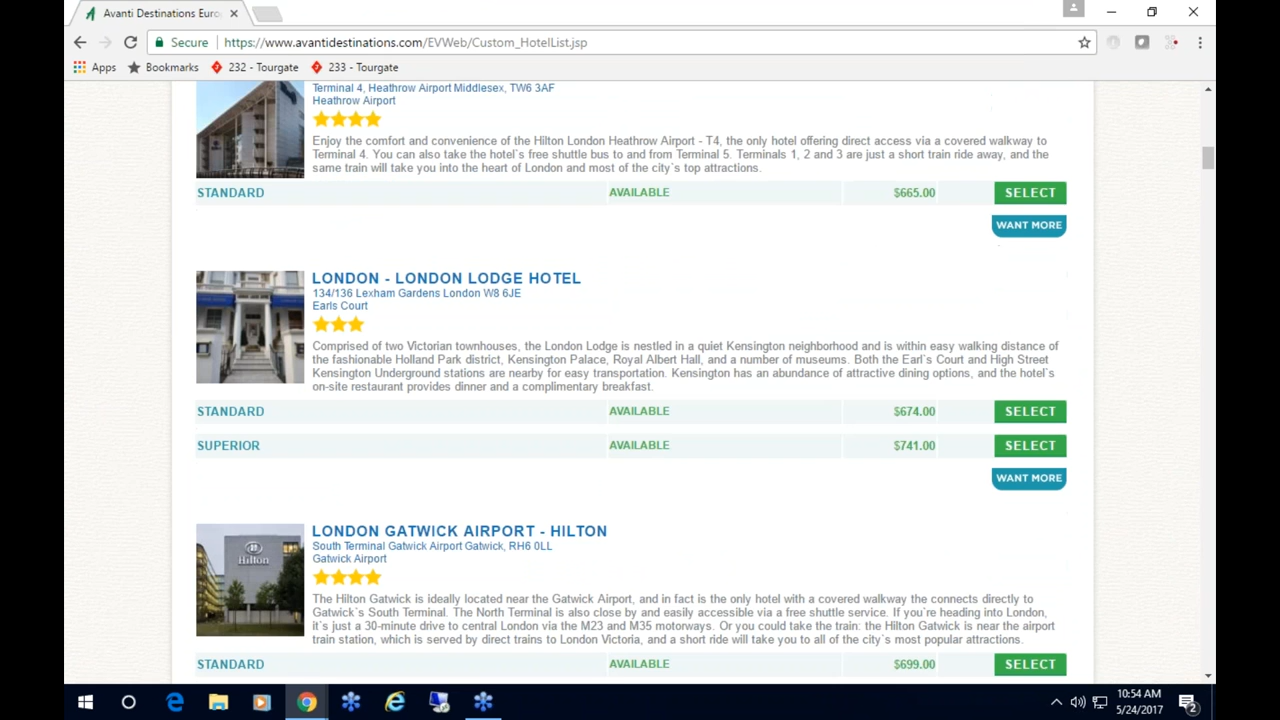 Avanti Destinations Euro
Secure
https://www.avantidestinations.com/EVWeb/Custom_HotelList.jsp
Apps Bookmarks 232 - Tourgate 233 - Tourgate
Terminal 4, Heathrow Airport Middlesex, TW6 3AF
Heathrow Airport
Enjoy the comfort and convenience of the Hilton London Heathrow Airport - T4, the only hotel offering direct access via a covered walkway to
Terminal 4. You can also take the hotel`s free shuttle bus to and from Terminal 5. Terminals 1, 2 and 3 are just a short train ride away, and the
same train will take you into the heart of London and most of the city`s top attractions.
STANDARD AVAILABLE $665.00 SELECT
WANT MORE
LONDON - LONDON LODGE HOTEL
134/136 Lexham Gardens London W8 6JE
Earls Court
Comprised of two Victorian townhouses, the London Lodge is nestled in a quiet Kensington neighborhood and is within easy walking distance of
the fashionable Holland Park district, Kensington Palace, Royal Albert Hall, and a number of museums. Both the Earl`s Court and High Street
Kensington Underground stations are nearby for easy transportation. Kensington has an abundance of attractive dining options, and the hotel`s
on-site restaurant provides dinner and a complimentary breakfast.
STANDARD AVAILABLE $674.00 SELECT
SUPERIOR AVAILABLE $741.00 SELECT
WANT MORE
LONDON GATWICK AIRPORT - HILTON
South Terminal Gatwick Airport Gatwick, RH6 0LL
Gatwick Airport
Hilton
The Hilton Gatwick is ideally located near the Gatwick Airport, and in fact is the only hotel with a covered walkway the connects directly to
Gatwick`s South Terminal. The North Terminal is also close by and easily accessible via a free shuttle service. If you`re heading into London,
it`s just a 30-minute drive to central London via the M23 and M35 motorways. Or you could take the train: the Hilton Gatwick is near the airport
train station, which is served by direct trains to London Victoria, and a short ride will take you to all of the city`s most popular attractions.
STANDARD AVAILABLE $699.00 SELECT
10:54 AM
5/24/2017
2